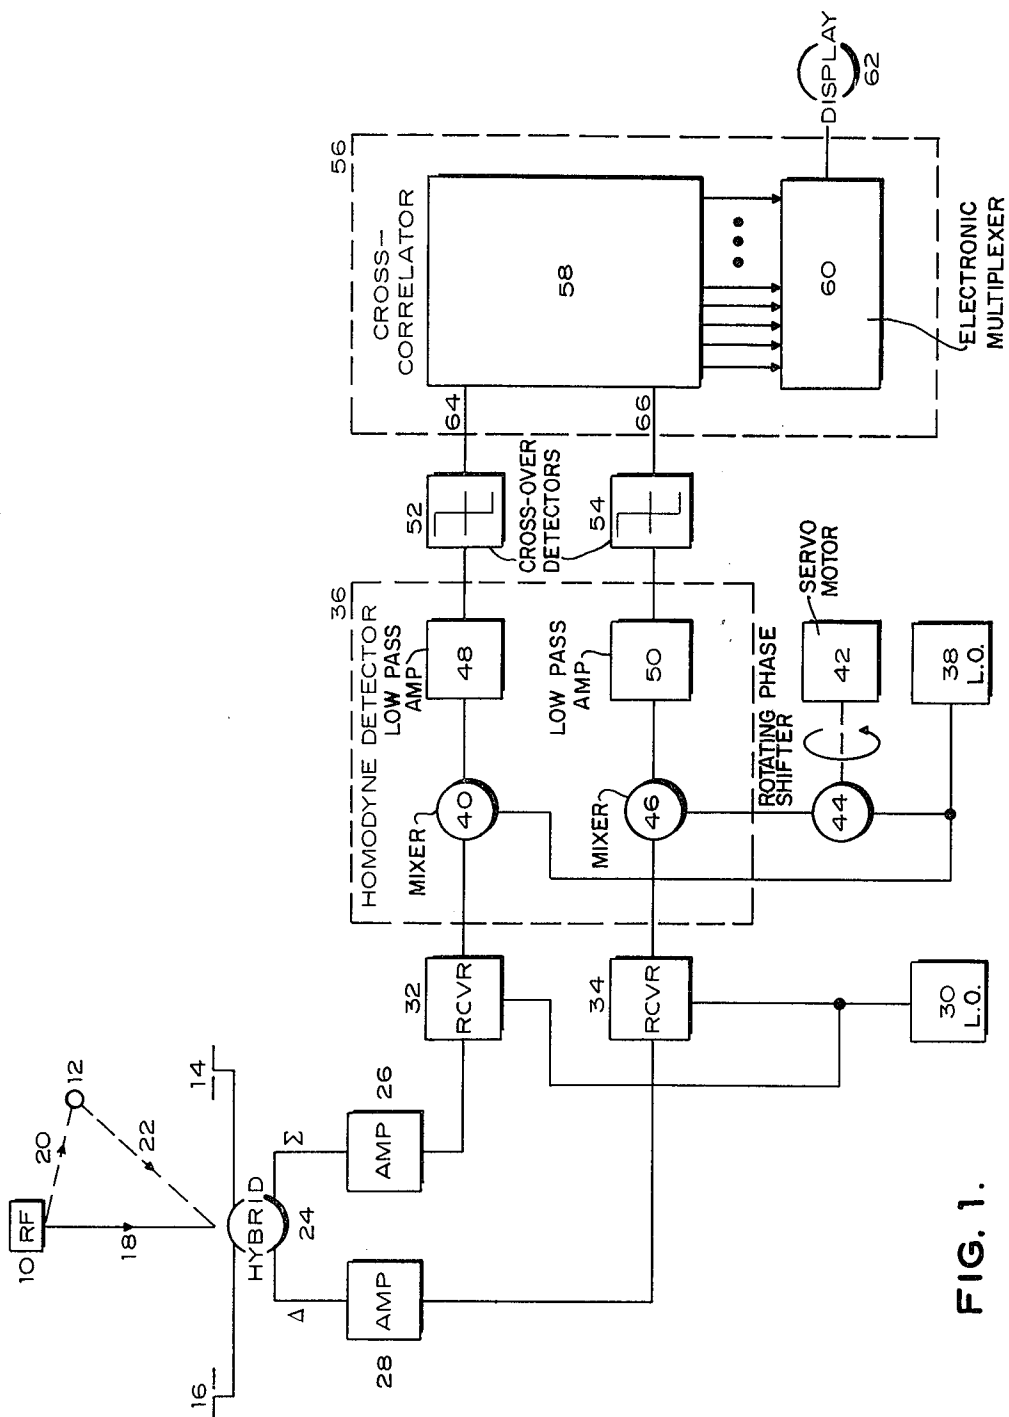 10
RF
20
12
18
22
16
14
HYBRID
24
Δ
Σ
28
AMP
AMP
26
32
RCVR
34
RCVR
30
L.O.
HOMODYNE DETECTOR
36
MIXER
40
MIXER
46
LOW PASS
AMP
48
LOW PASS
AMP
50
ROTATING PHASE
SHIFTER
44
SERVO
MOTOR
42
38
L.O.
52
CROSS-OVER
DETECTORS
54
64
66
56
CROSS-
CORRELATOR
58
60
ELECTRONIC
MULTIPLEXER
DISPLAY
62
FIG. 1.